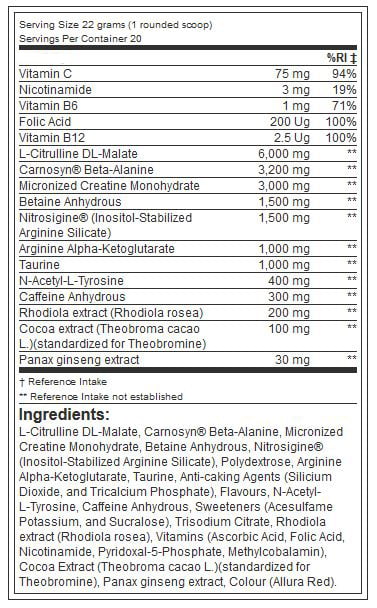 Serving Size 22 grams (1 rounded scoop)
Servings Per Container 20
%RI ‡
Vitamin C 75 mg 94%
Nicotinamide 3 mg 19%
Vitamin B6 1 mg 71%
Folic Acid 200 Ug 100%
Vitamin B12 2.5 Ug 100%
L-Citrulline DL-Malate 6,000 mg **
Carnosyn® Beta-Alanine 3,200 mg **
Micronized Creatine Monohydrate 3,000 mg **
Betaine Anhydrous 1,500 mg **
Nitrosigine® (Inositol-Stabilized 1,500 mg **
Arginine Silicate)
Arginine Alpha-Ketoglutarate 1,000 mg **
Taurine 1,000 mg **
N-Acetyl-L-Tyrosine 400 mg **
Caffeine Anhydrous 300 mg **
Rhodiola extract (Rhodiola rosea) 200 mg **
Cocoa extract (Theobroma cacao 100 mg **
L.)(standardized for Theobromine)
Panax ginseng extract 30 mg **
† Reference Intake
** Reference Intake not established
Ingredients:
L-Citrulline DL-Malate, Carnosyn® Beta-Alanine, Micronized
Creatine Monohydrate, Betaine Anhydrous, Nitrosigine®
(Inositol-Stabilized Arginine Silicate), Polydextrose, Arginine
Alpha-Ketoglutarate, Taurine, Anti-caking Agents (Silicium
Dioxide, and Tricalcium Phosphate), Flavours, N-Acetyl-
L-Tyrosine, Caffeine Anhydrous, Sweeteners (Acesulfame
Potassium, and Sucralose), Trisodium Citrate, Rhodiola
extract (Rhodiola rosea), Vitamins (Ascorbic Acid, Folic Acid,
Nicotinamide, Pyridoxal-5-Phosphate, Methylcobalamin),
Cocoa Extract (Theobroma cacao L.)(standardized for
Theobromine), Panax ginseng extract, Colour (Allura Red).